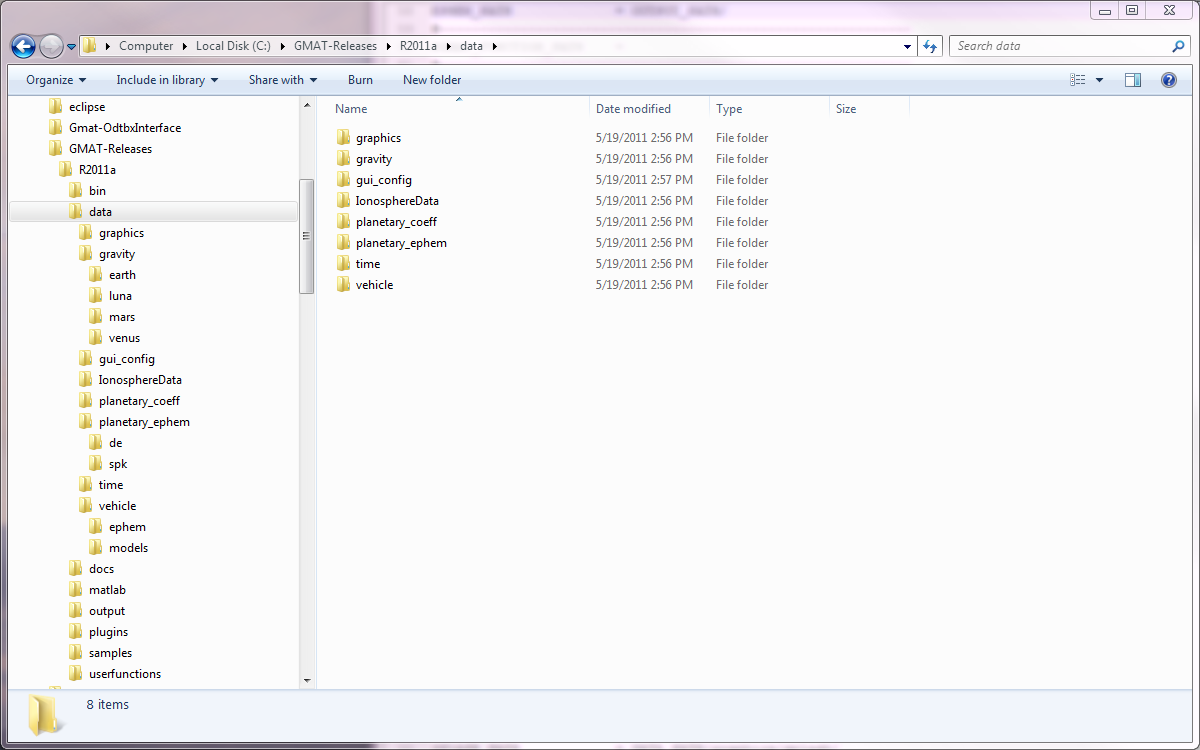 Computer Local Disk (C:) GMAT-Releases R2011a data
Search data
Organize Include in library Share with Burn New folder
eclipse
Gmat-OdtbxInterface
GMAT-Releases
R2011a
bin
data
graphics
gravity
earth
luna
mars
venus
gui_config
IonosphereData
planetary_coeff
planetary_ephem
de
spk
time
vehicle
ephem
models
docs
matlab
output
plugins
samples
userfunctions
Name Date modified Type Size
graphics 5/19/2011 2:56 PM File folder
gravity 5/19/2011 2:56 PM File folder
gui_config 5/19/2011 2:57 PM File folder
IonosphereData 5/19/2011 2:56 PM File folder
planetary_coeff 5/19/2011 2:56 PM File folder
planetary_ephem 5/19/2011 2:56 PM File folder
time 5/19/2011 2:56 PM File folder
vehicle 5/19/2011 2:56 PM File folder
8 items